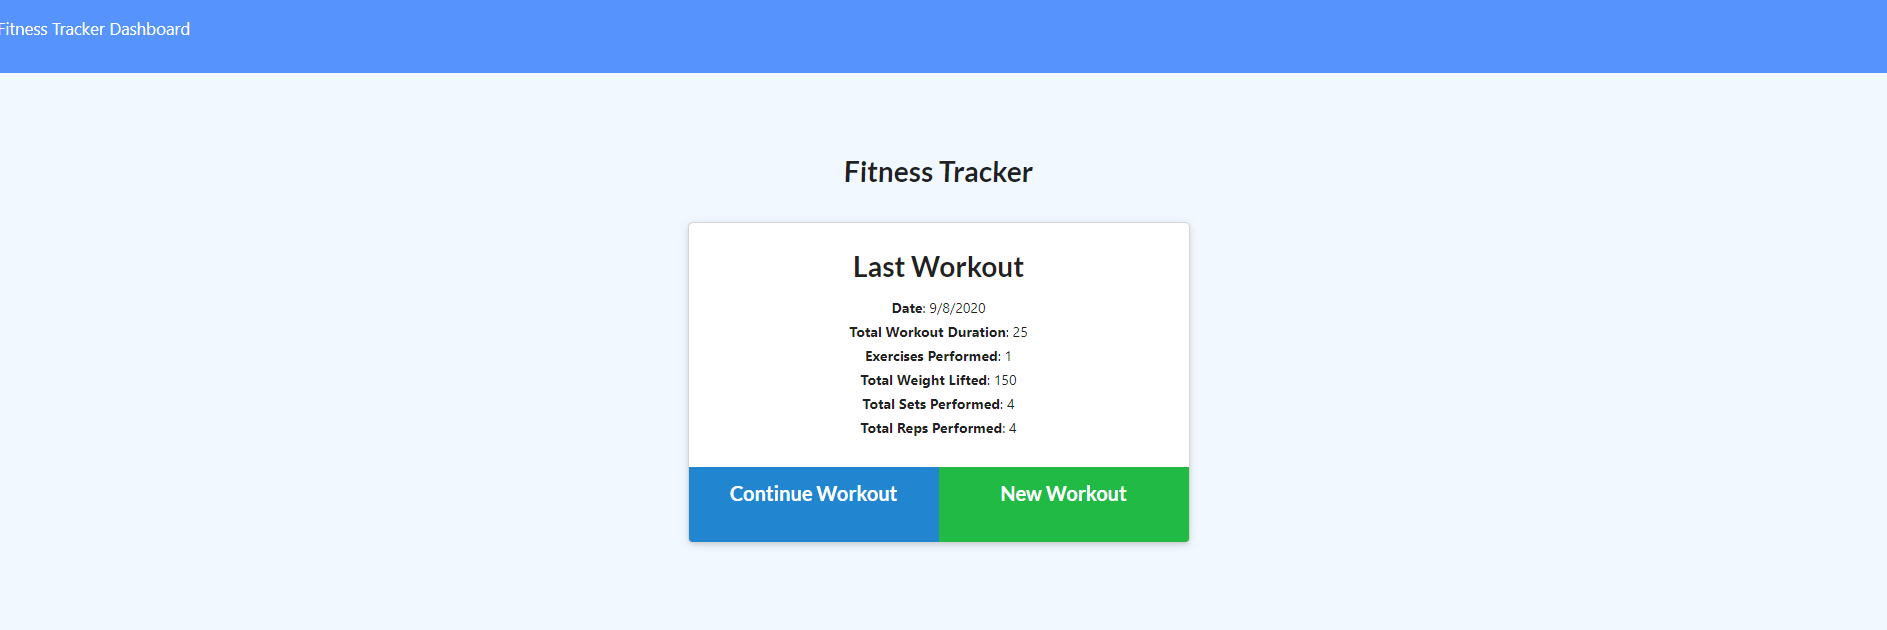 Fitness Tracker Dashboard
Fitness Tracker
Last Workout
Date: 9/8/2020
Total Workout Duration: 25
Exercises Performed: 1
Total Weight Lifted: 150
Total Sets Performed: 4
Total Reps Performed: 4
Continue Workout
New Workout